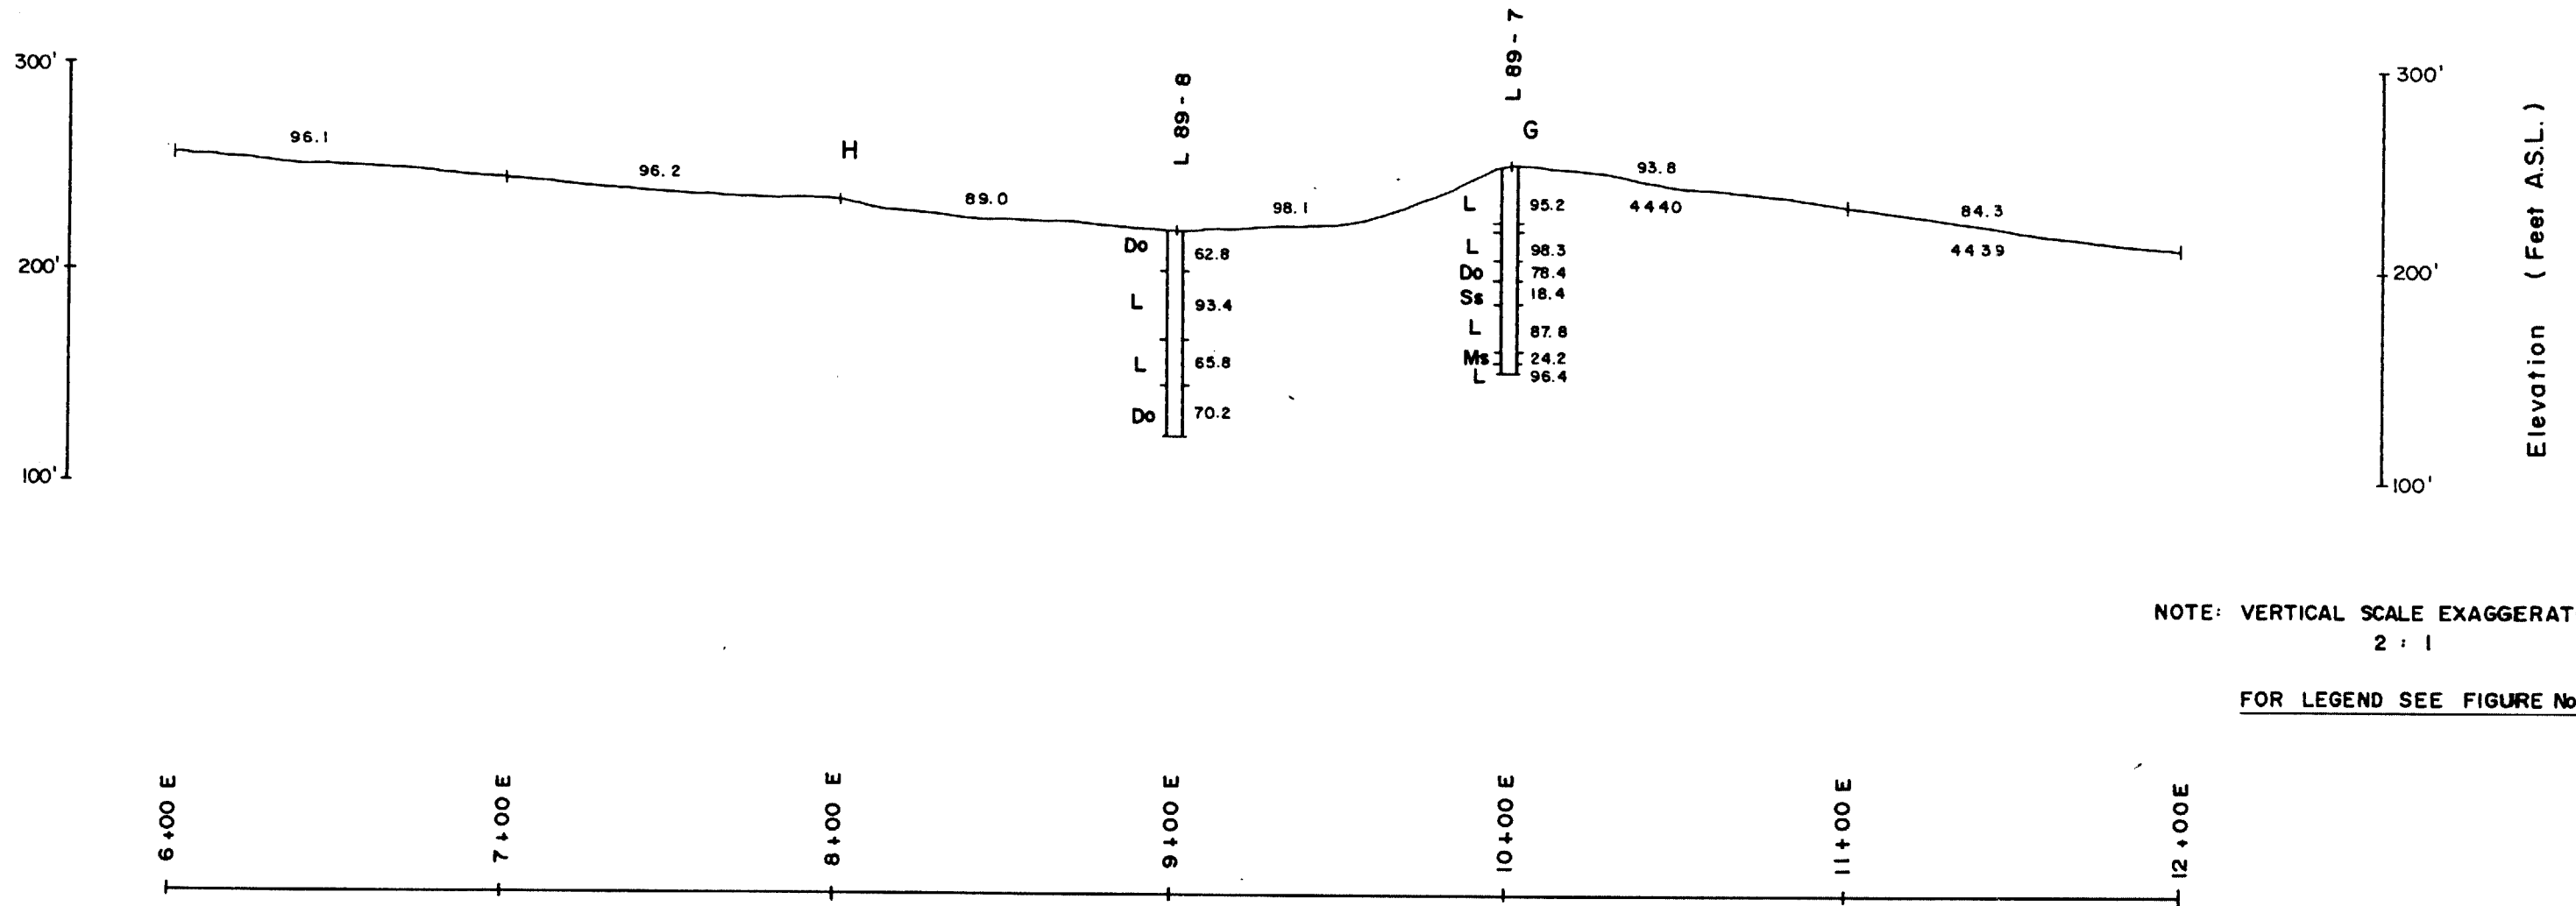 300'
200'
100'
96.1
96.2
H
89.0
L 89 - 8
98.1
Do
62.8
L
93.4
L
65.8
Do
70.2
L 89 - 7
G
93.8
4440
84.3
4439
L
95.2
L
98.3
Do
78.4
Ss
18.4
L
87.8
Ms
24.2
L
96.4
300'
200'
100'
Elevation (Feet A.S.L.)
NOTE: VERTICAL SCALE EXAGGERAT
2 : 1
FOR LEGEND SEE FIGURE No
6+00 E
7+00 E
8+00 E
9+00 E
10+00 E
11+00 E
12+00E